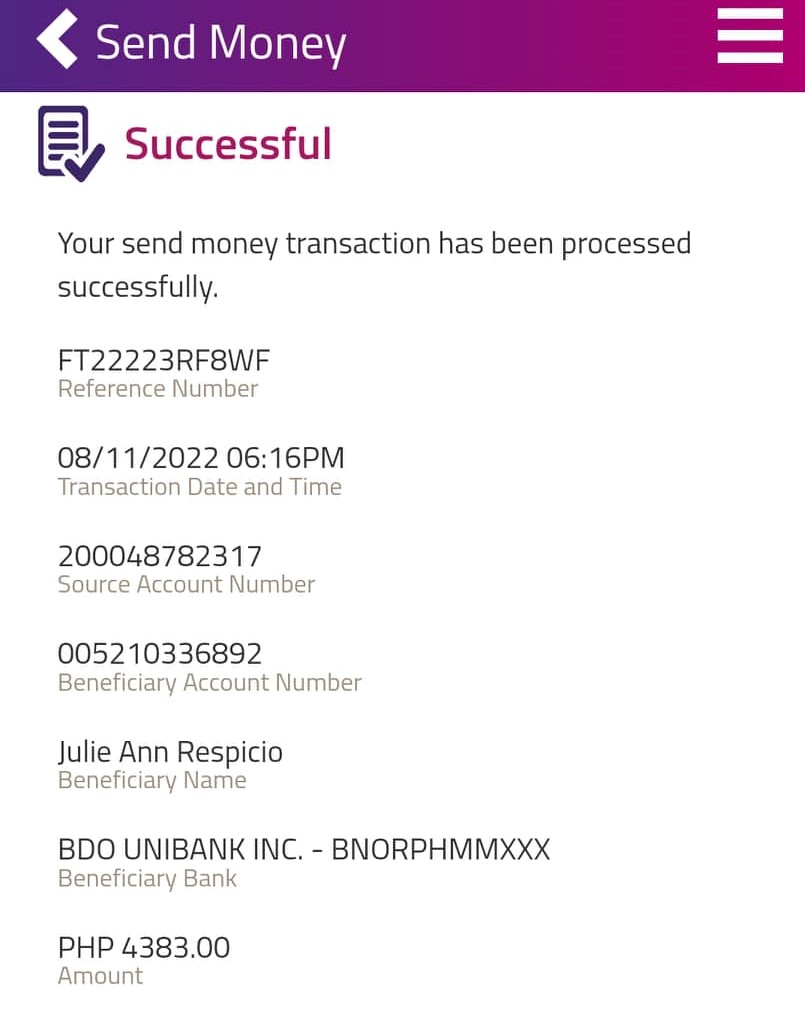 Send Money
Successful
Your send money transaction has been processed
successfully.
FT22223RF8WF
Reference Number
08/11/2022 06:16PM
Transaction Date and Time
200048782317
Source Account Number
005210336892
Beneficiary Account Number
Julie Ann Respicio
Beneficiary Name
BDO UNIBANK INC. - BNORPHMMXXX
Beneficiary Bank
PHP 4383.00
Amount